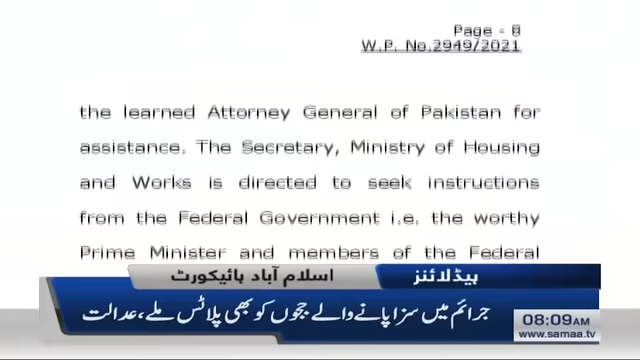 Page - 8
W.P. No.2949/2021
the learned Attorney General of Pakistan for
assistance. The Secretary, Ministry of Housing
and Works is directed to seek instructions
from the Federal Government i.e. the worthy
Prime Minister and members of the Federal
ہیڈلائنز
اسلام آباد ہائیکورٹ
جرائم میں سزا پانے والے ججوں کو بھی پلاٹس ملے، عدالت
08:09AM
www.samaa.tv